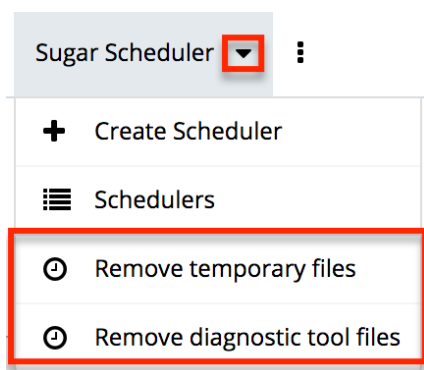 Sugar Scheduler
Create Scheduler
Schedulers
Remove temporary files
Remove diagnostic tool files